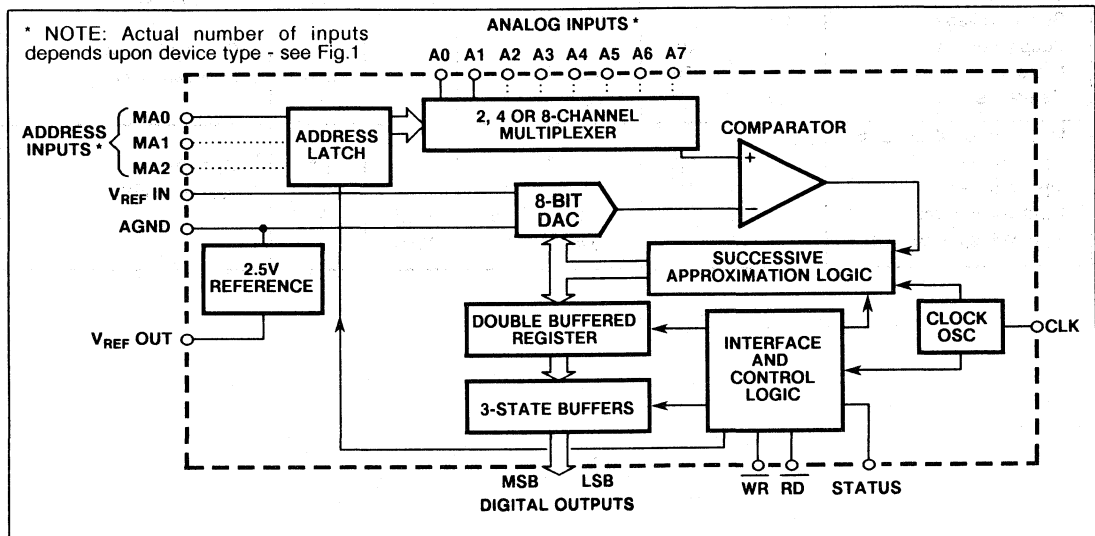 * NOTE: Actual number of inputs
depends upon device type - see Fig.1
ANALOG INPUTS *
A0 A1 A2 A3 A4 A5 A6 A7
ADDRESS
INPUTS *
MA0
MA1
MA2
ADDRESS
LATCH
2, 4 OR 8-CHANNEL
MULTIPLEXER
COMPARATOR
+
−
VREF IN
AGND
8-BIT
DAC
2.5V
REFERENCE
SUCCESSIVE
APPROXIMATION LOGIC
VREF OUT
DOUBLE BUFFERED
REGISTER
INTERFACE
AND
CONTROL
LOGIC
CLOCK
OSC
CLK
3-STATE BUFFERS
MSB LSB
DIGITAL OUTPUTS
WR RD STATUS